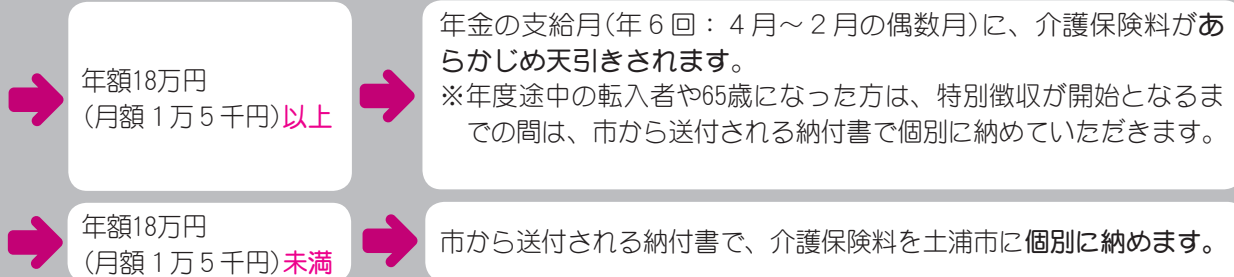 年額18万円
(月額１万５千円)以上
年金の支給月(年６回：４月～２月の偶数月)に、介護保険料があ
らかじめ天引きされます。
※年度途中の転入者や65歳になった方は、特別徴収が開始となるま
での間は、市から送付される納付書で個別に納めていただきます。
年額18万円
(月額１万５千円)未満
市から送付される納付書で、介護保険料を土浦市に個別に納めます。